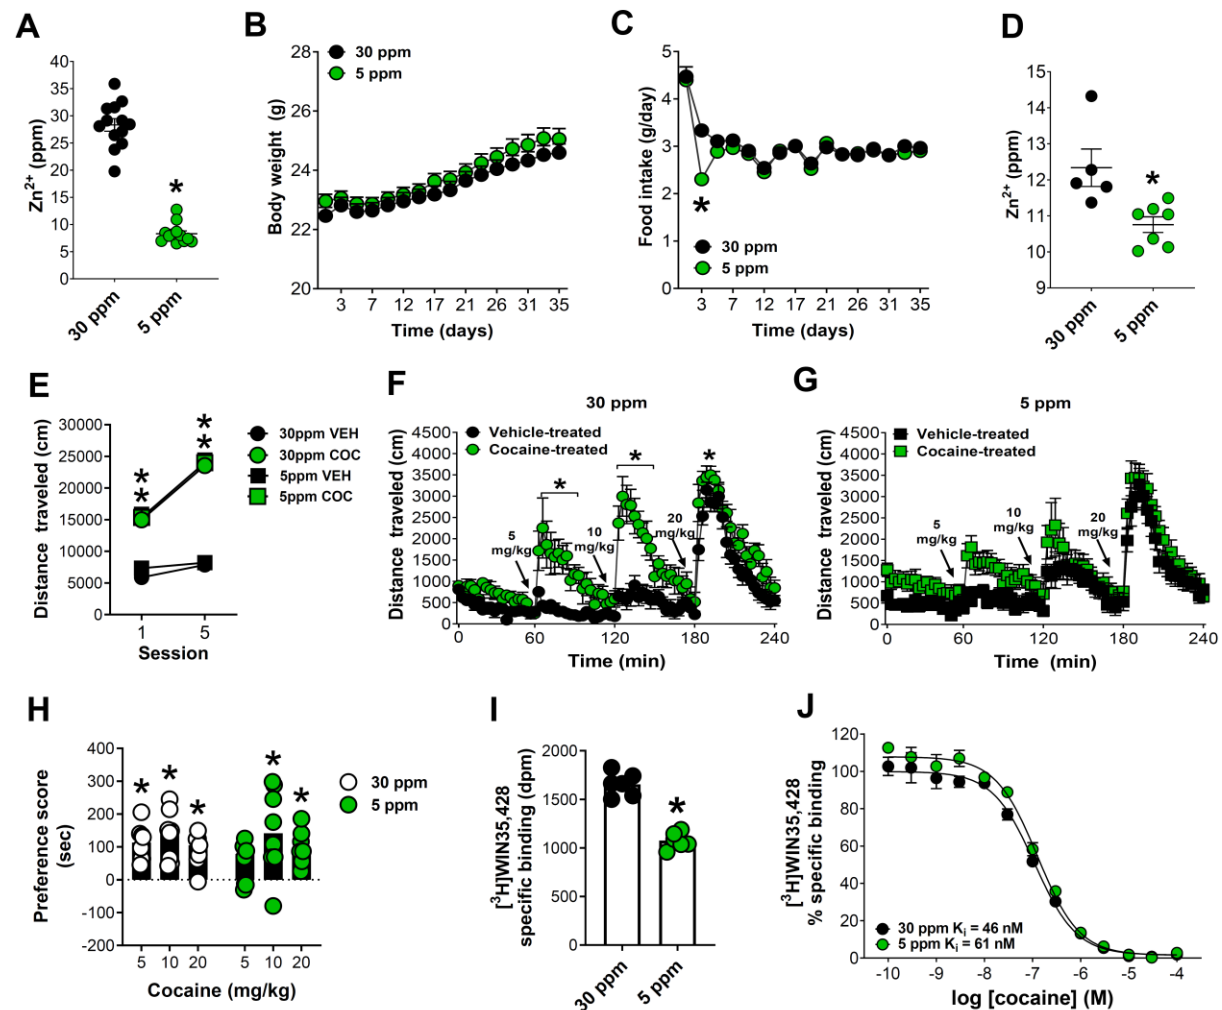 A
Zn2+ (ppm)
40
35
30
25
20
15
10
5
0
*
30 ppm
5 ppm
B
Body weight (g)
28
26
24
22
20
30 ppm
5 ppm
3 7 12 17 21 26 31 35
Time (days)
C
Food intake (g/day)
5
4
3
2
1
0
*
30 ppm
5 ppm
3 7 12 17 21 26 31 35
Time (days)
D
Zn2+ (ppm)
15
14
13
12
11
10
9
*
30 ppm
5 ppm
E
Distance traveled (cm)
30000
25000
20000
15000
10000
5000
0
*
*
*
*
1 5
Session
30ppm VEH
30ppm COC
5ppm VEH
5ppm COC
F
30 ppm
Distance traveled (cm)
4500
4000
3500
3000
2500
2000
1500
1000
500
0
Vehicle-treated
Cocaine-treated
*
*
*
5
mg/kg
10
mg/kg
20
mg/kg
0 60 120 180 240
Time (min)
G
5 ppm
Distance traveled (cm)
4500
4000
3500
3000
2500
2000
1500
1000
500
0
Vehicle-treated
Cocaine-treated
5
mg/kg
10
mg/kg
20
mg/kg
0 60 120 180 240
Time (min)
H
Preference score
(sec)
400
300
200
100
0
-100
-200
* * * * *
30 ppm
5 ppm
5 10 20 5 10 20
Cocaine (mg/kg)
I
[3H]WIN35,428
specific binding (dpm)
2000
1500
1000
500
0
*
30 ppm
5 ppm
J
[3H]WIN35,428
% specific binding
120
100
80
60
40
20
0
30 ppm Ki = 46 nM
5 ppm Ki = 61 nM
-10 -9 -8 -7 -6 -5 -4
log [cocaine] (M)